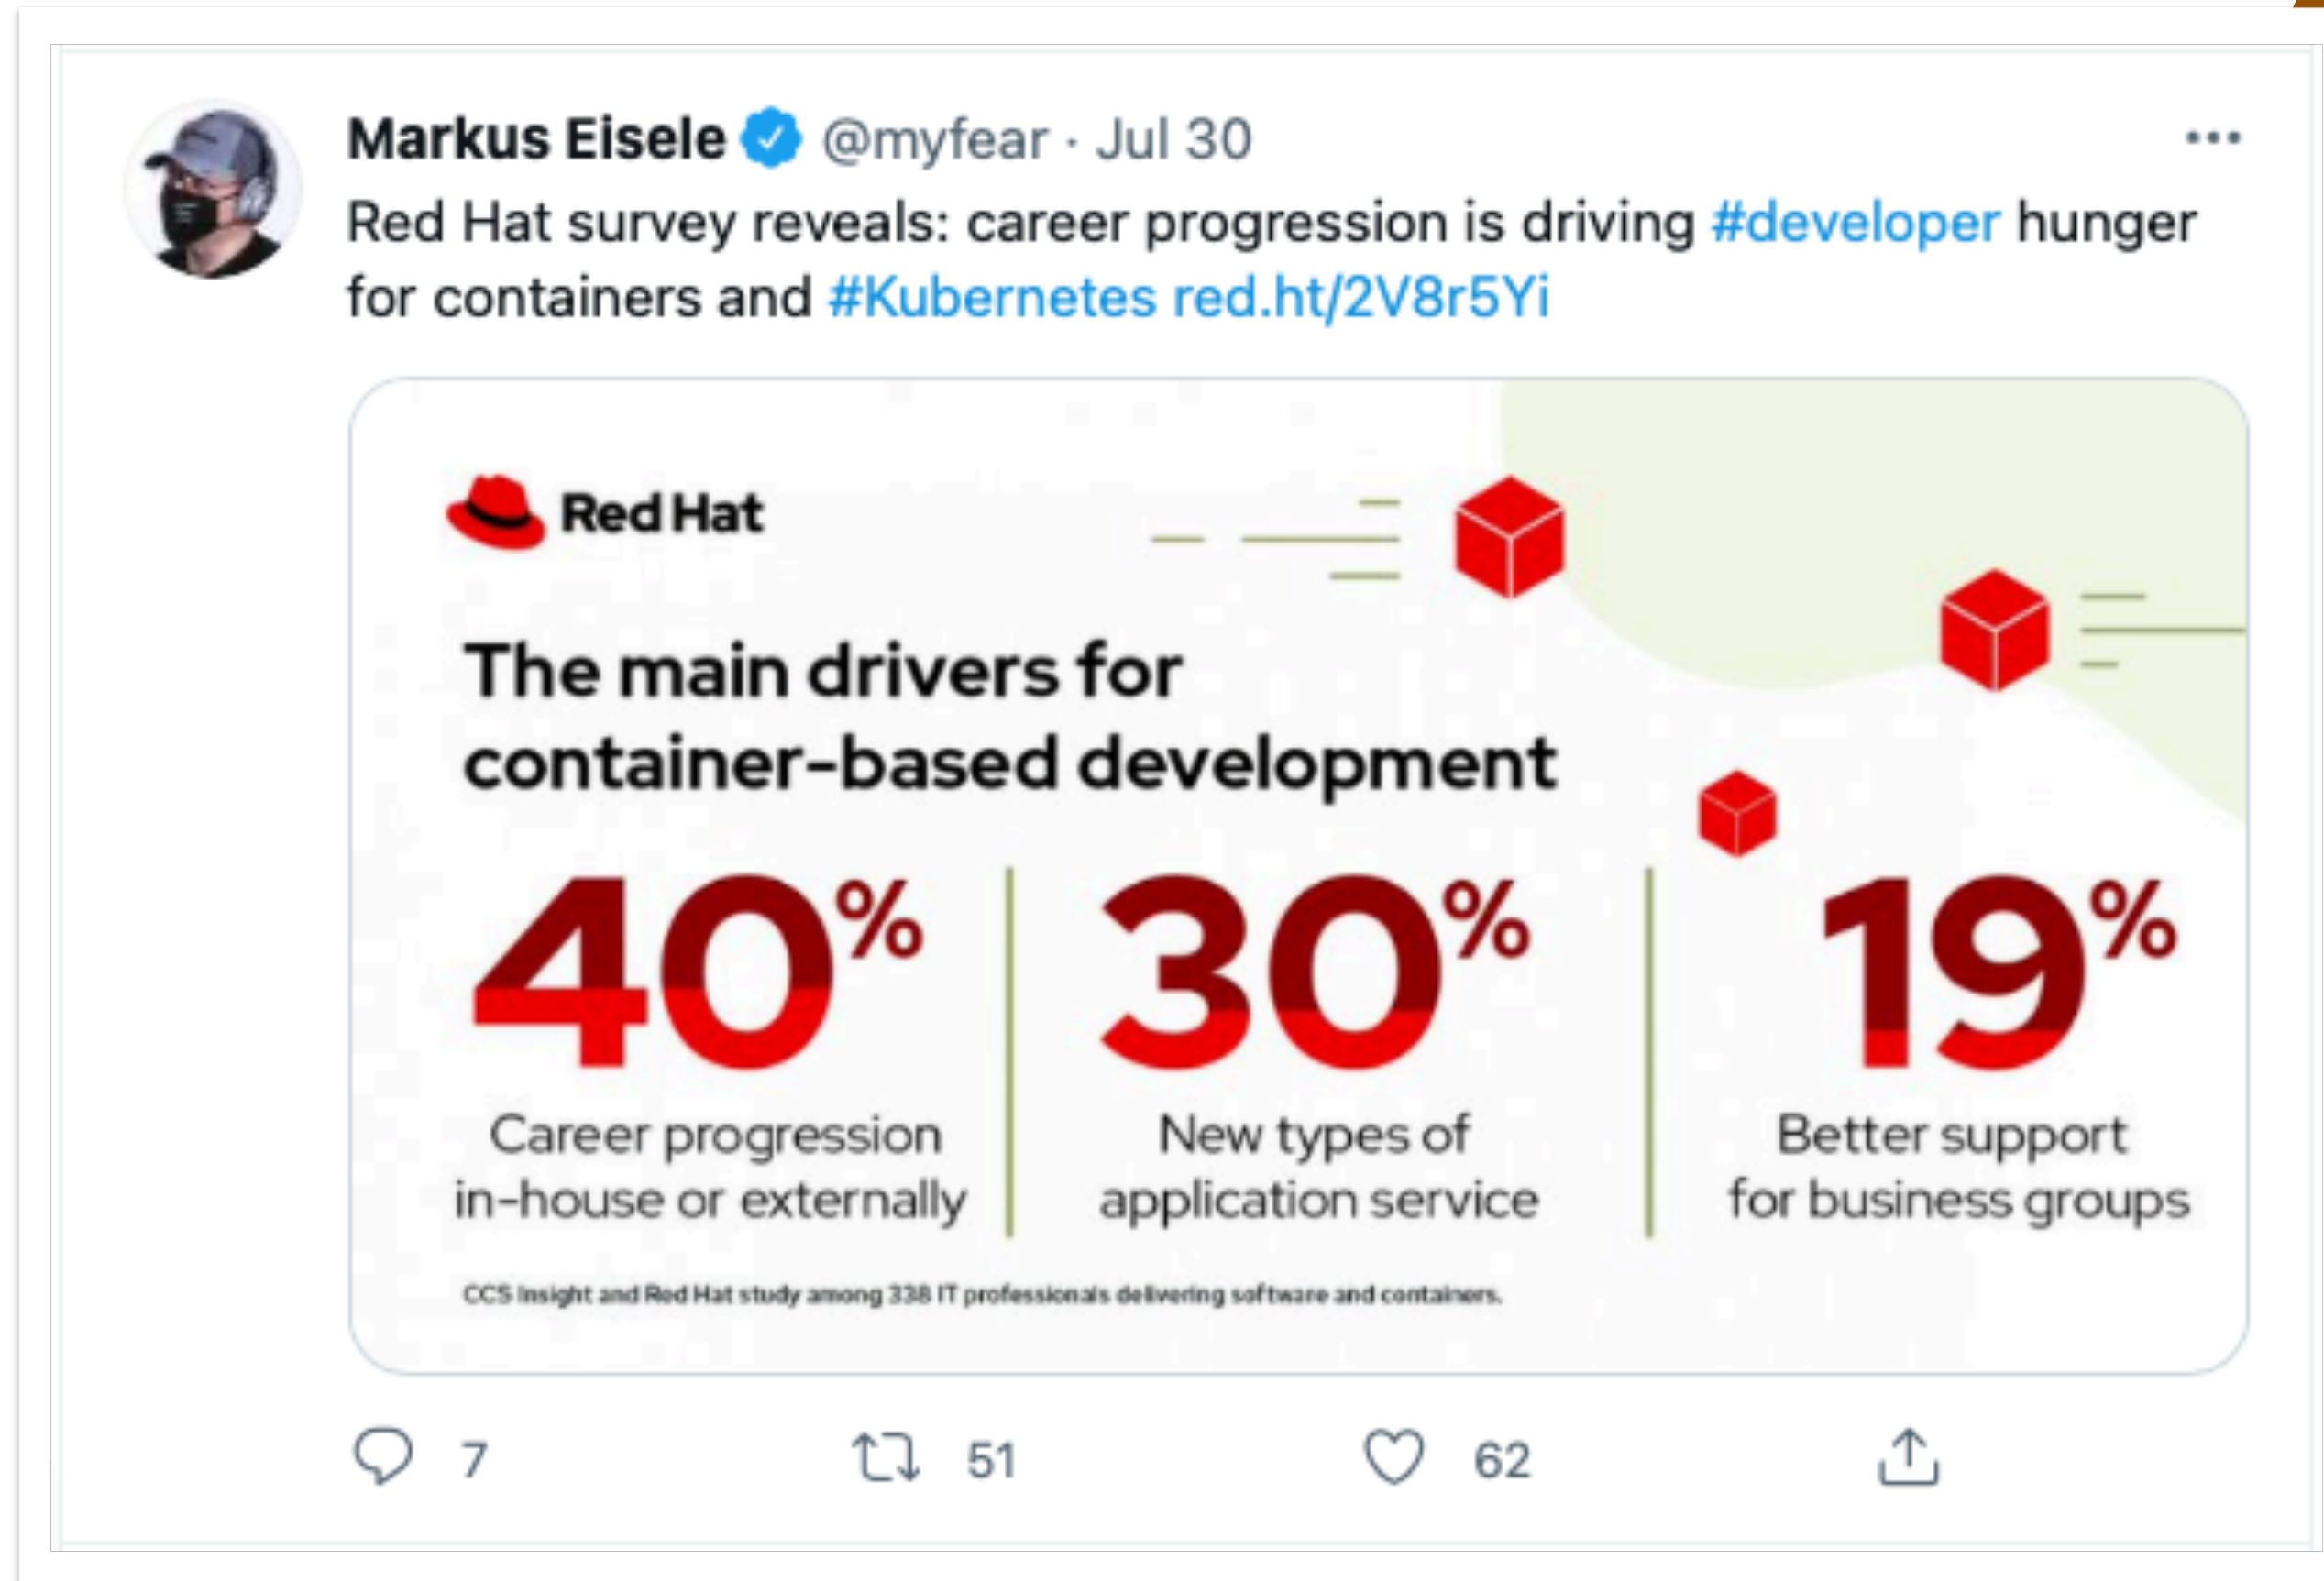 Markus Eisele @myfear · Jul 30
Red Hat survey reveals: career progression is driving #developer hunger
for containers and #Kubernetes red.ht/2V8r5Yi
Red Hat
The main drivers for
container-based development
40%
Career progression
in-house or externally
30%
New types of
application service
19%
Better support
for business groups
CCS Insight and Red Hat study among 338 IT professionals delivering software and containers.
7
51
62